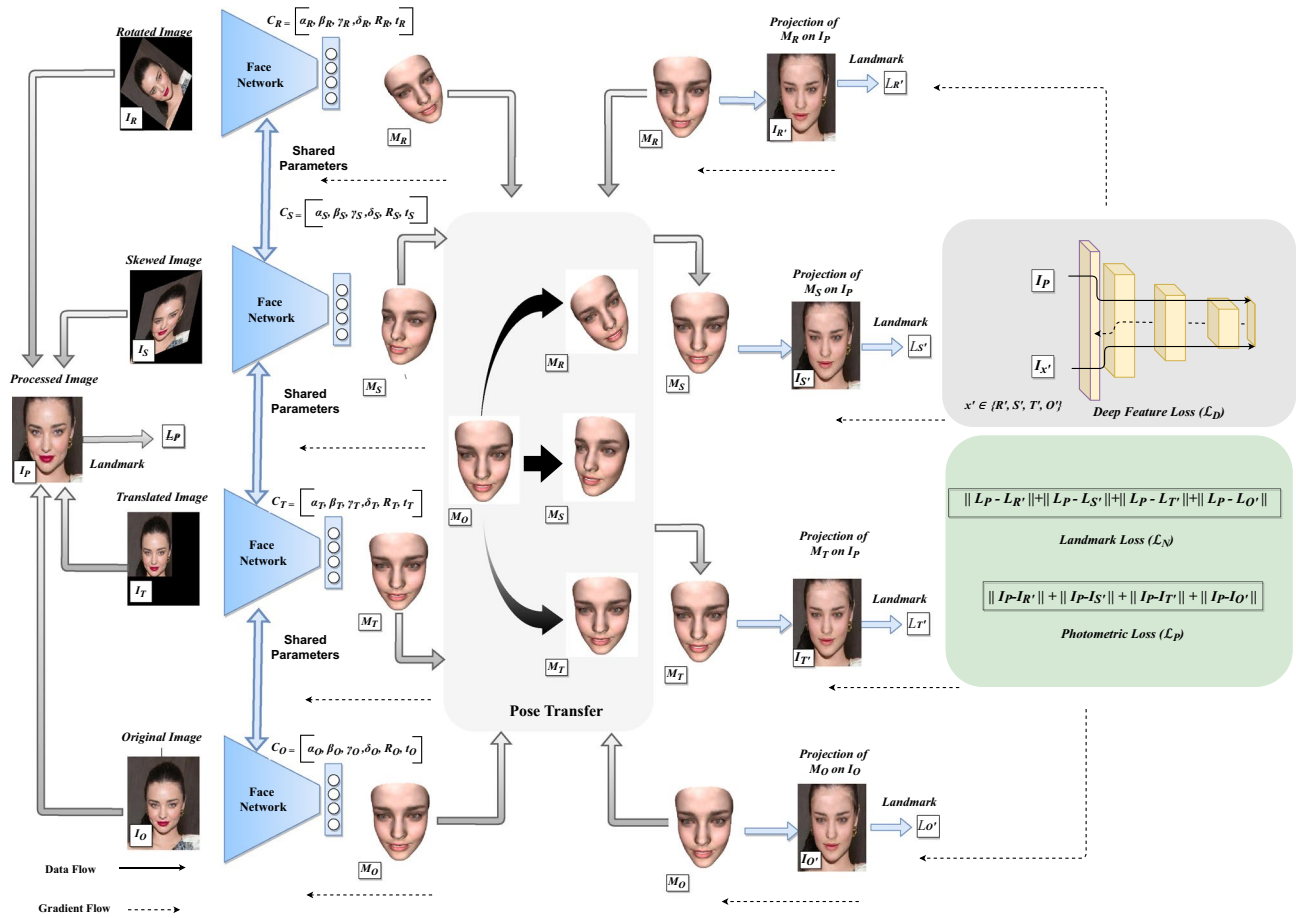 Rotated Image
I_R
C_R = [α_R, β_R, γ_R ,δ_R, R_R, t_R]
Face
Network
M_R
Shared
Parameters
Projection of
M_R on I_P
M_R
I_R'
Landmark
L_R'
Skewed Image
I_S
C_S = [α_S, β_S, γ_S ,δ_S, R_S, t_S]
Face
Network
M_S
Shared
Parameters
Processed Image
I_P
Landmark
L_P
Translated Image
I_T
C_T = [α_T, β_T, γ_T ,δ_T, R_T, t_T]
Face
Network
M_T
Shared
Parameters
Original Image
I_O
C_O = [α_O, β_O, γ_O ,δ_O, R_O, t_O]
Face
Network
M_O
M_R
M_O
M_S
M_T
Pose Transfer
M_S
Projection of
M_S on I_P
I_S'
Landmark
L_S'
M_T
Projection of
M_T on I_P
I_T'
Landmark
L_T'
M_O
Projection of
M_O on I_O
I_O'
Landmark
L_O'
I_P
I_x'
x' ∈ {R', S', T', O'}
Deep Feature Loss (ℒ_D)
|| L_P - L_R' ||+|| L_P - L_S' ||+|| L_P - L_T' ||+|| L_P - L_O' ||
Landmark Loss (ℒ_N)
|| I_P-I_R' || + || I_P-I_S' || + || I_P-I_T' || + || I_P-I_O' ||
Photometric Loss (ℒ_P)
Data Flow
Gradient Flow